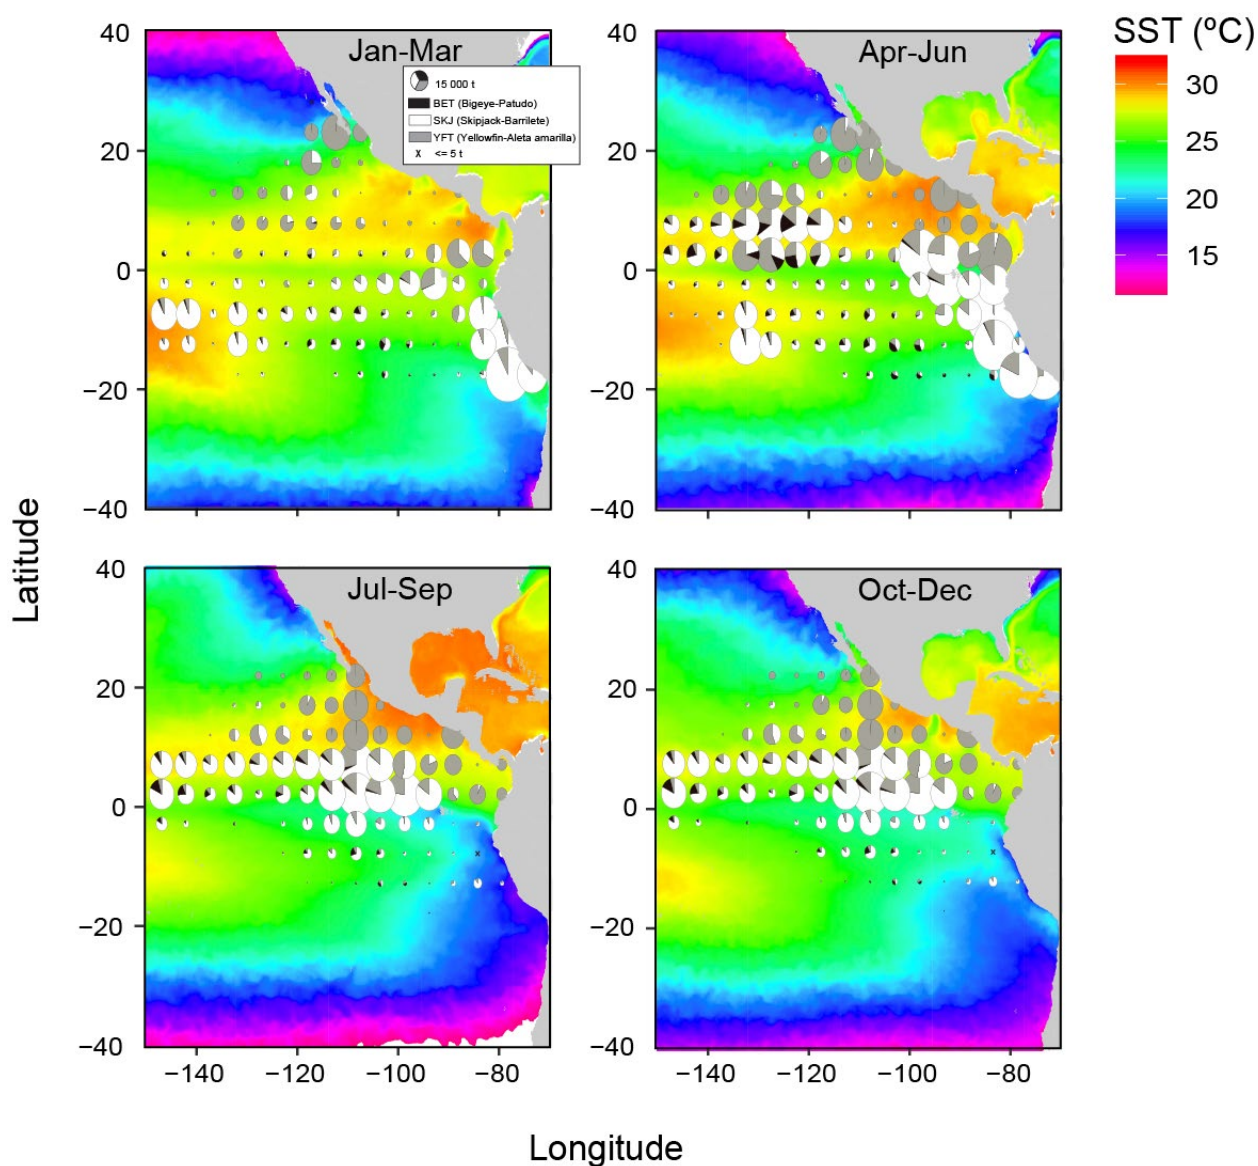 SST (ºC)
30
25
20
15
Latitude
40
20
0
−20
−40
Jan-Mar
15 000 t
BET (Bigeye-Patudo)
SKJ (Skipjack-Barrilete)
YFT (Yellowfin-Aleta amarilla)
x <= 5 t
40
20
0
−20
−40
Apr-Jun
40
20
0
−20
−40
Jul-Sep
−140 −120 −100 −80
40
20
0
−20
−40
Oct-Dec
−140 −120 −100 −80
Longitude